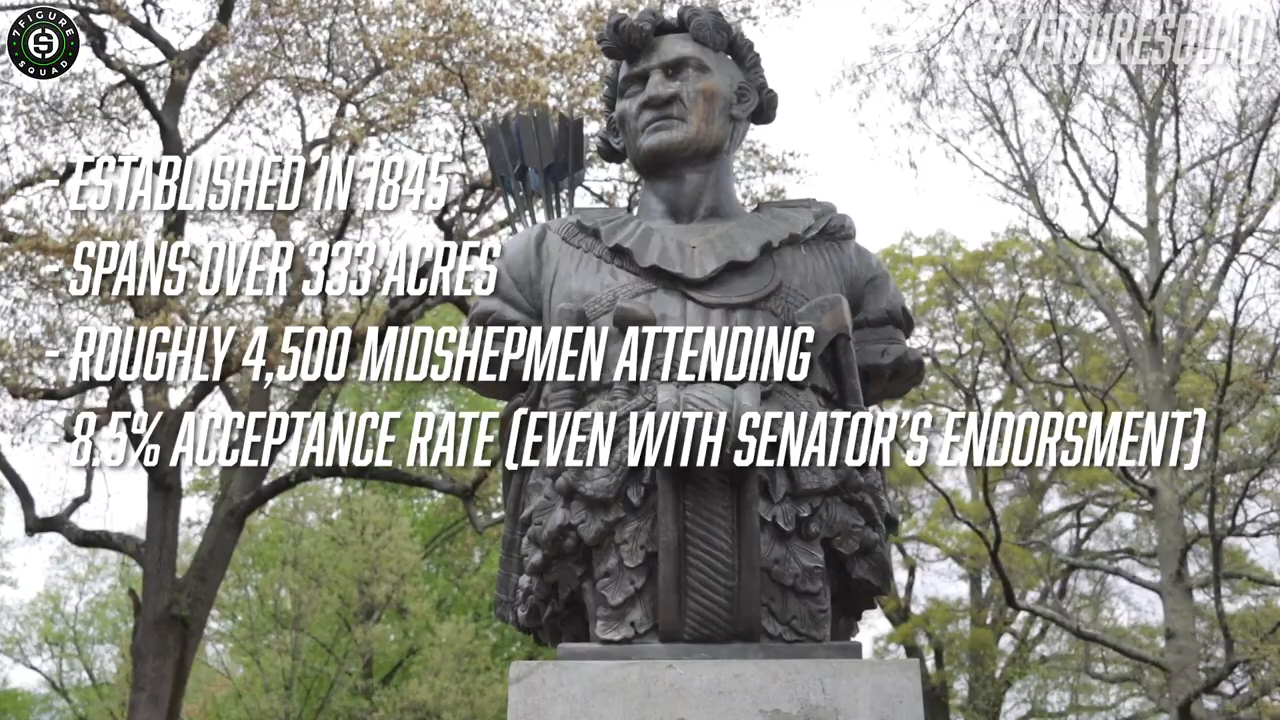 7FIGURE
SQUAD
#7FIGURESQUAD
- ESTABLISHED IN 1845
- SPANS OVER 333 ACRES
- ROUGHLY 4,500 MIDSHEPMEN ATTENDING
- 8.5% ACCEPTANCE RATE (EVEN WITH SENATOR'S ENDORSMENT)